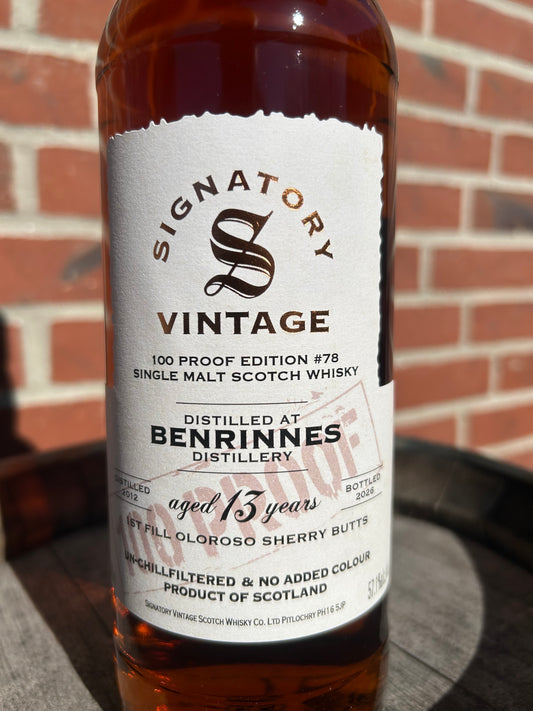 SIGNATORY
S
VINTAGE
100 PROOF EDITION #78
SINGLE MALT SCOTCH WHISKY
DISTILLED AT
BENRINNES
DISTILLERY
DISTILLED
2012
aged 13 years
BOTTLED
2026
1ST FILL OLOROSO SHERRY BUTTS
100 PROOF
UN-CHILLFILTERED & NO ADDED COLOUR
PRODUCT OF SCOTLAND
57.1%
SIGNATORY VINTAGE SCOTCH WHISKY CO. LTD PITLOCHRY PH16 5JP